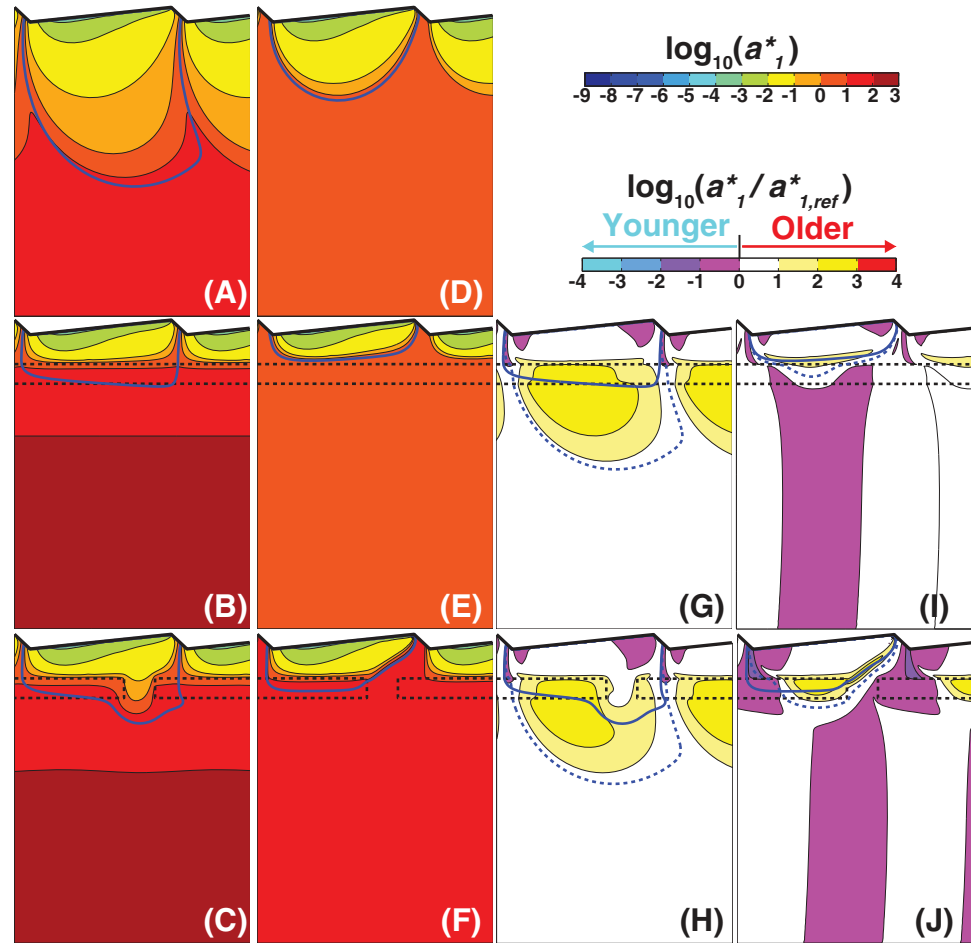 log10(a*1)
-9 -8 -7 -6 -5 -4 -3 -2 -1 0 1 2 3
log10(a*1/a*1,ref)
Younger Older
-4 -3 -2 -1 0 1 2 3 4
(A) (D)
(B) (E) (G) (I)
(C) (F) (H) (J)